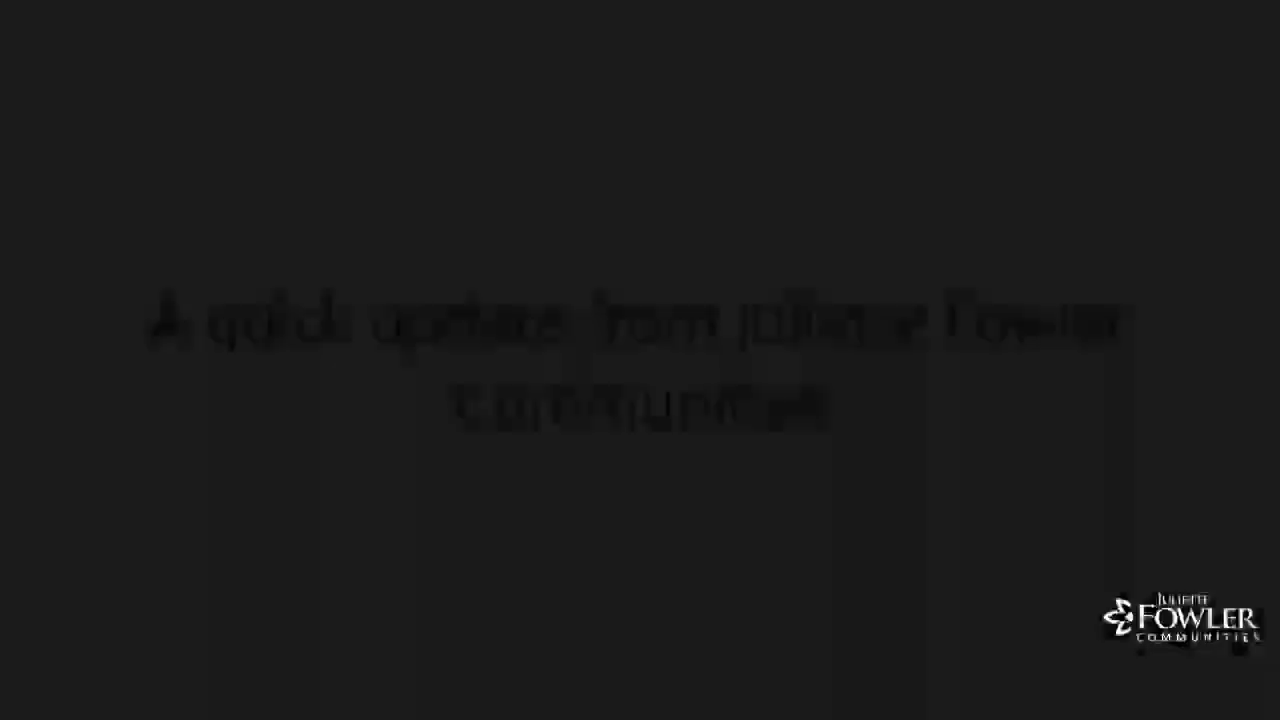 A quick update from Juliette Fowler
communities
JULIETTE
FOWLER
COMMUNITIES